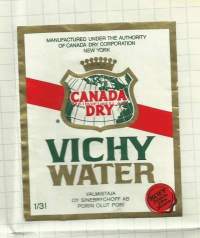 MANUFACTURED UNDER THE AUTHORITY
OF CANADA DRY CORPORATION
NEW YORK
CANADA
DRY
VICHY
WATER
VALMISTAJA
OY SINEBRYCHOFF AB
PORIN OLUT PORI
1/3 l